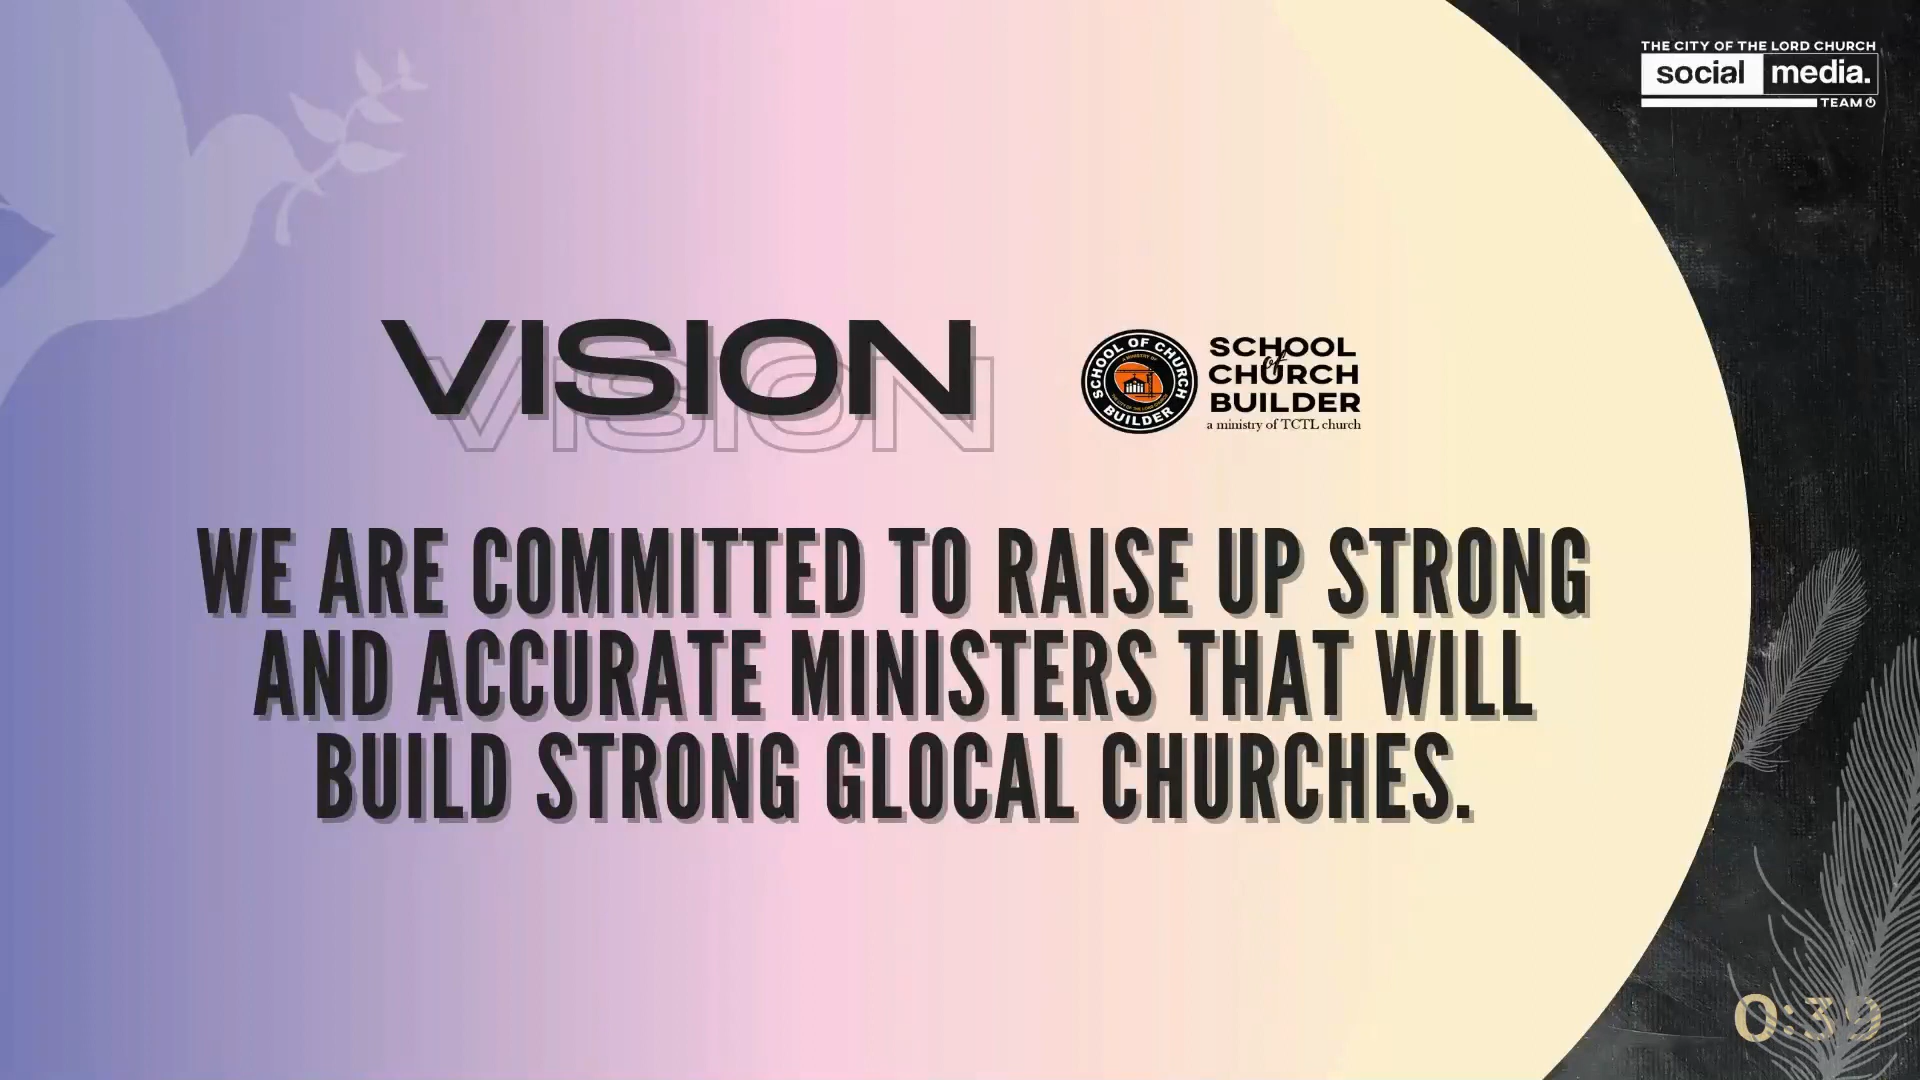 THE CITY OF THE LORD CHURCH
social media.
TEAM
VISION
VISION
SCHOOL OF CHURCH
BUILDER
SCHOOL
of
CHURCH
BUILDER
a ministry of TCTL church
WE ARE COMMITTED TO RAISE UP STRONG
AND ACCURATE MINISTERS THAT WILL
BUILD STRONG GLOCAL CHURCHES.
0:39